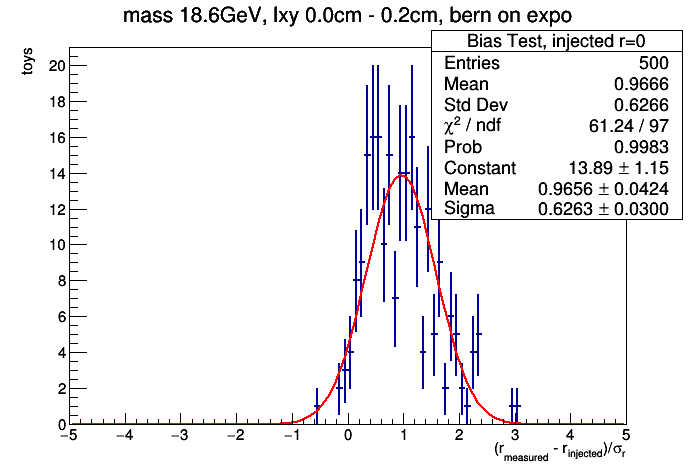 mass 18.6GeV, lxy 0.0cm - 0.2cm, bern on expo
Bias Test, injected r=0
Entries 500
Mean 0.9666
Std Dev 0.6266
χ² / ndf 61.24 / 97
Prob 0.9983
Constant 13.89 ± 1.15
Mean 0.9656 ± 0.0424
Sigma 0.6263 ± 0.0300
toys
20
18
16
14
12
10
8
6
4
2
0
−5 −4 −3 −2 −1 0 1 2 3 4 5
(r_measured - r_injected)/σ_r